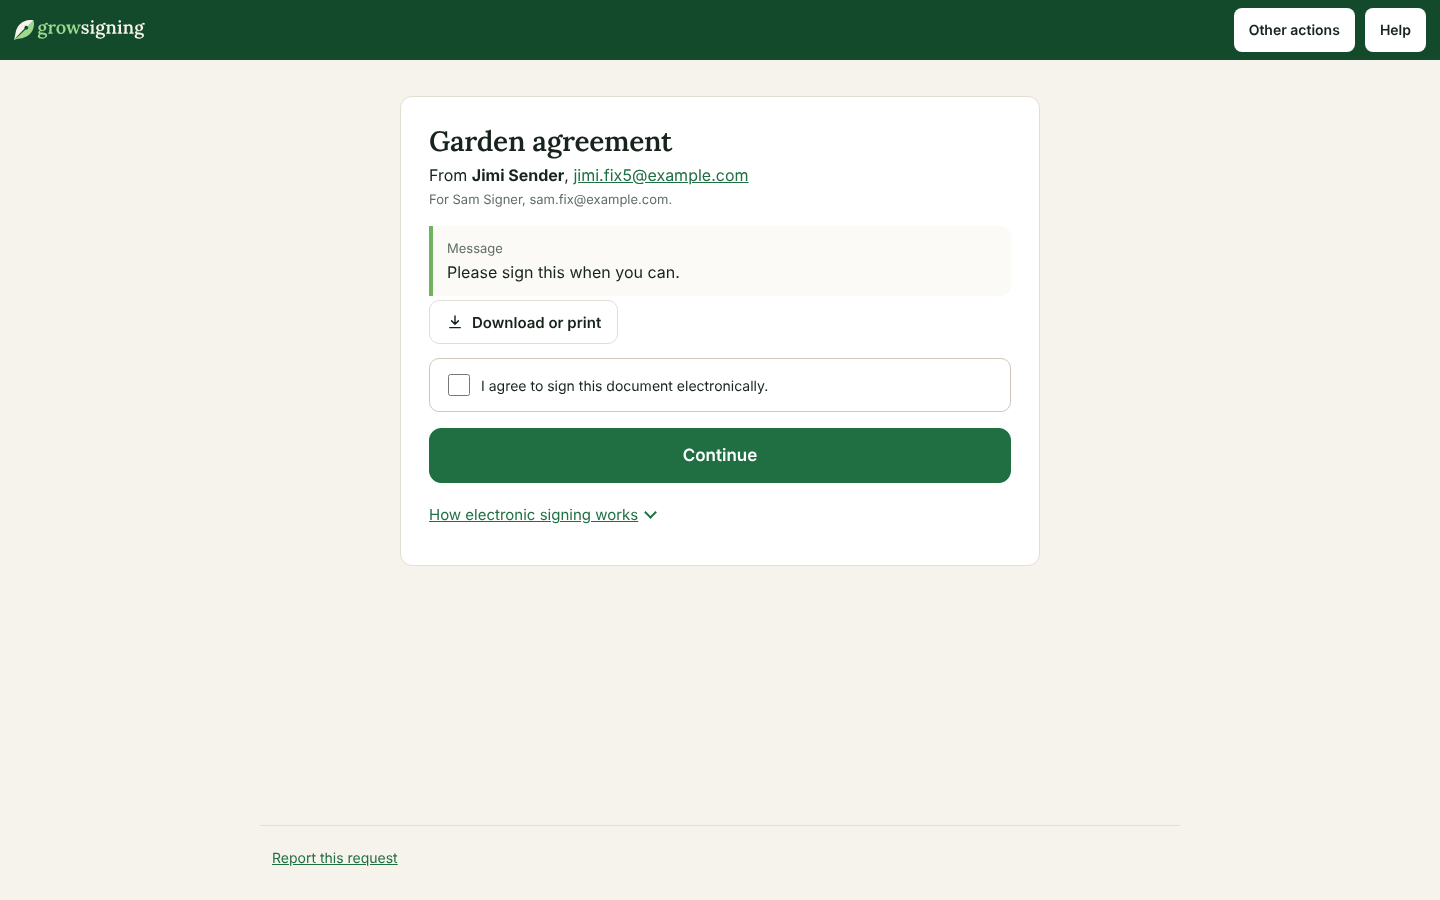 growsigning
Other actions
Help
Garden agreement
From Jimi Sender, jimi.fix5@example.com
For Sam Signer, sam.fix@example.com.
Message
Please sign this when you can.
Download or print
I agree to sign this document electronically.
Continue
How electronic signing works
Report this request